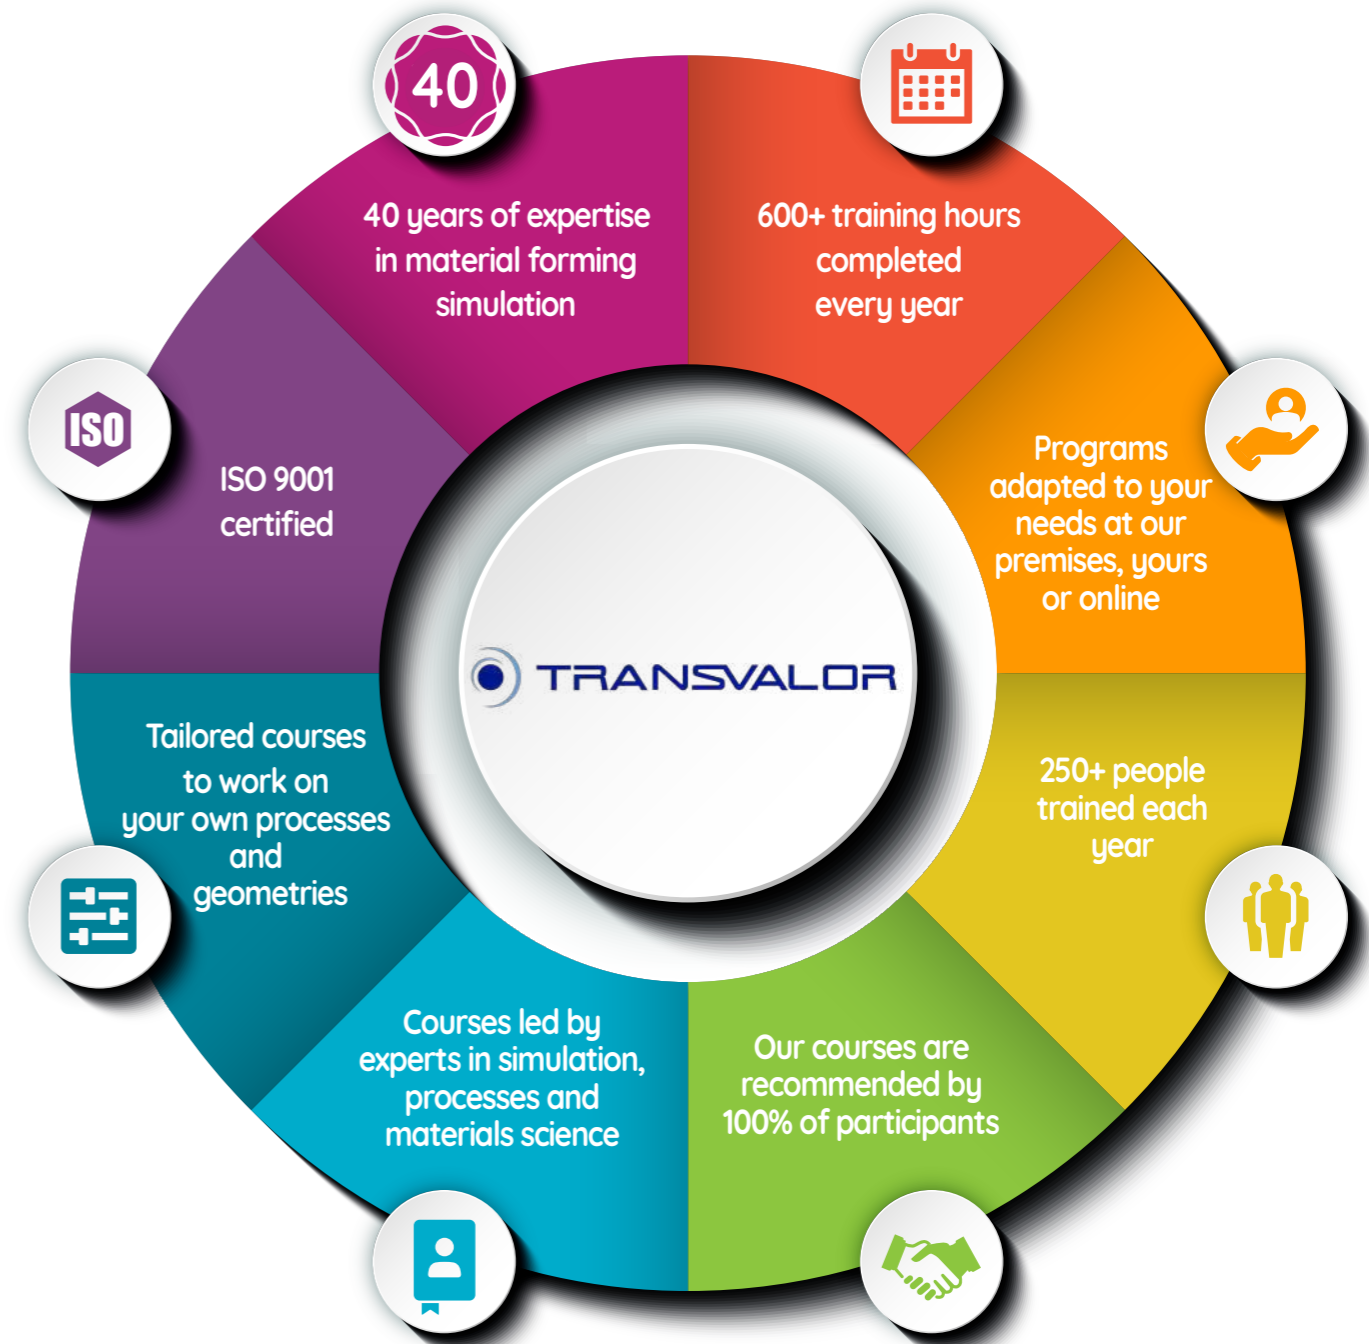 40
40 years of expertise
in material forming
simulation
600+ training hours
completed
every year
Programs
adapted to your
needs at our
premises, yours
or online
250+ people
trained each
year
Our courses are
recommended by
100% of participants
Courses led by
experts in simulation,
processes and
materials science
Tailored courses
to work on
your own processes
and
geometries
ISO
ISO 9001
certified
TRANSVALOR